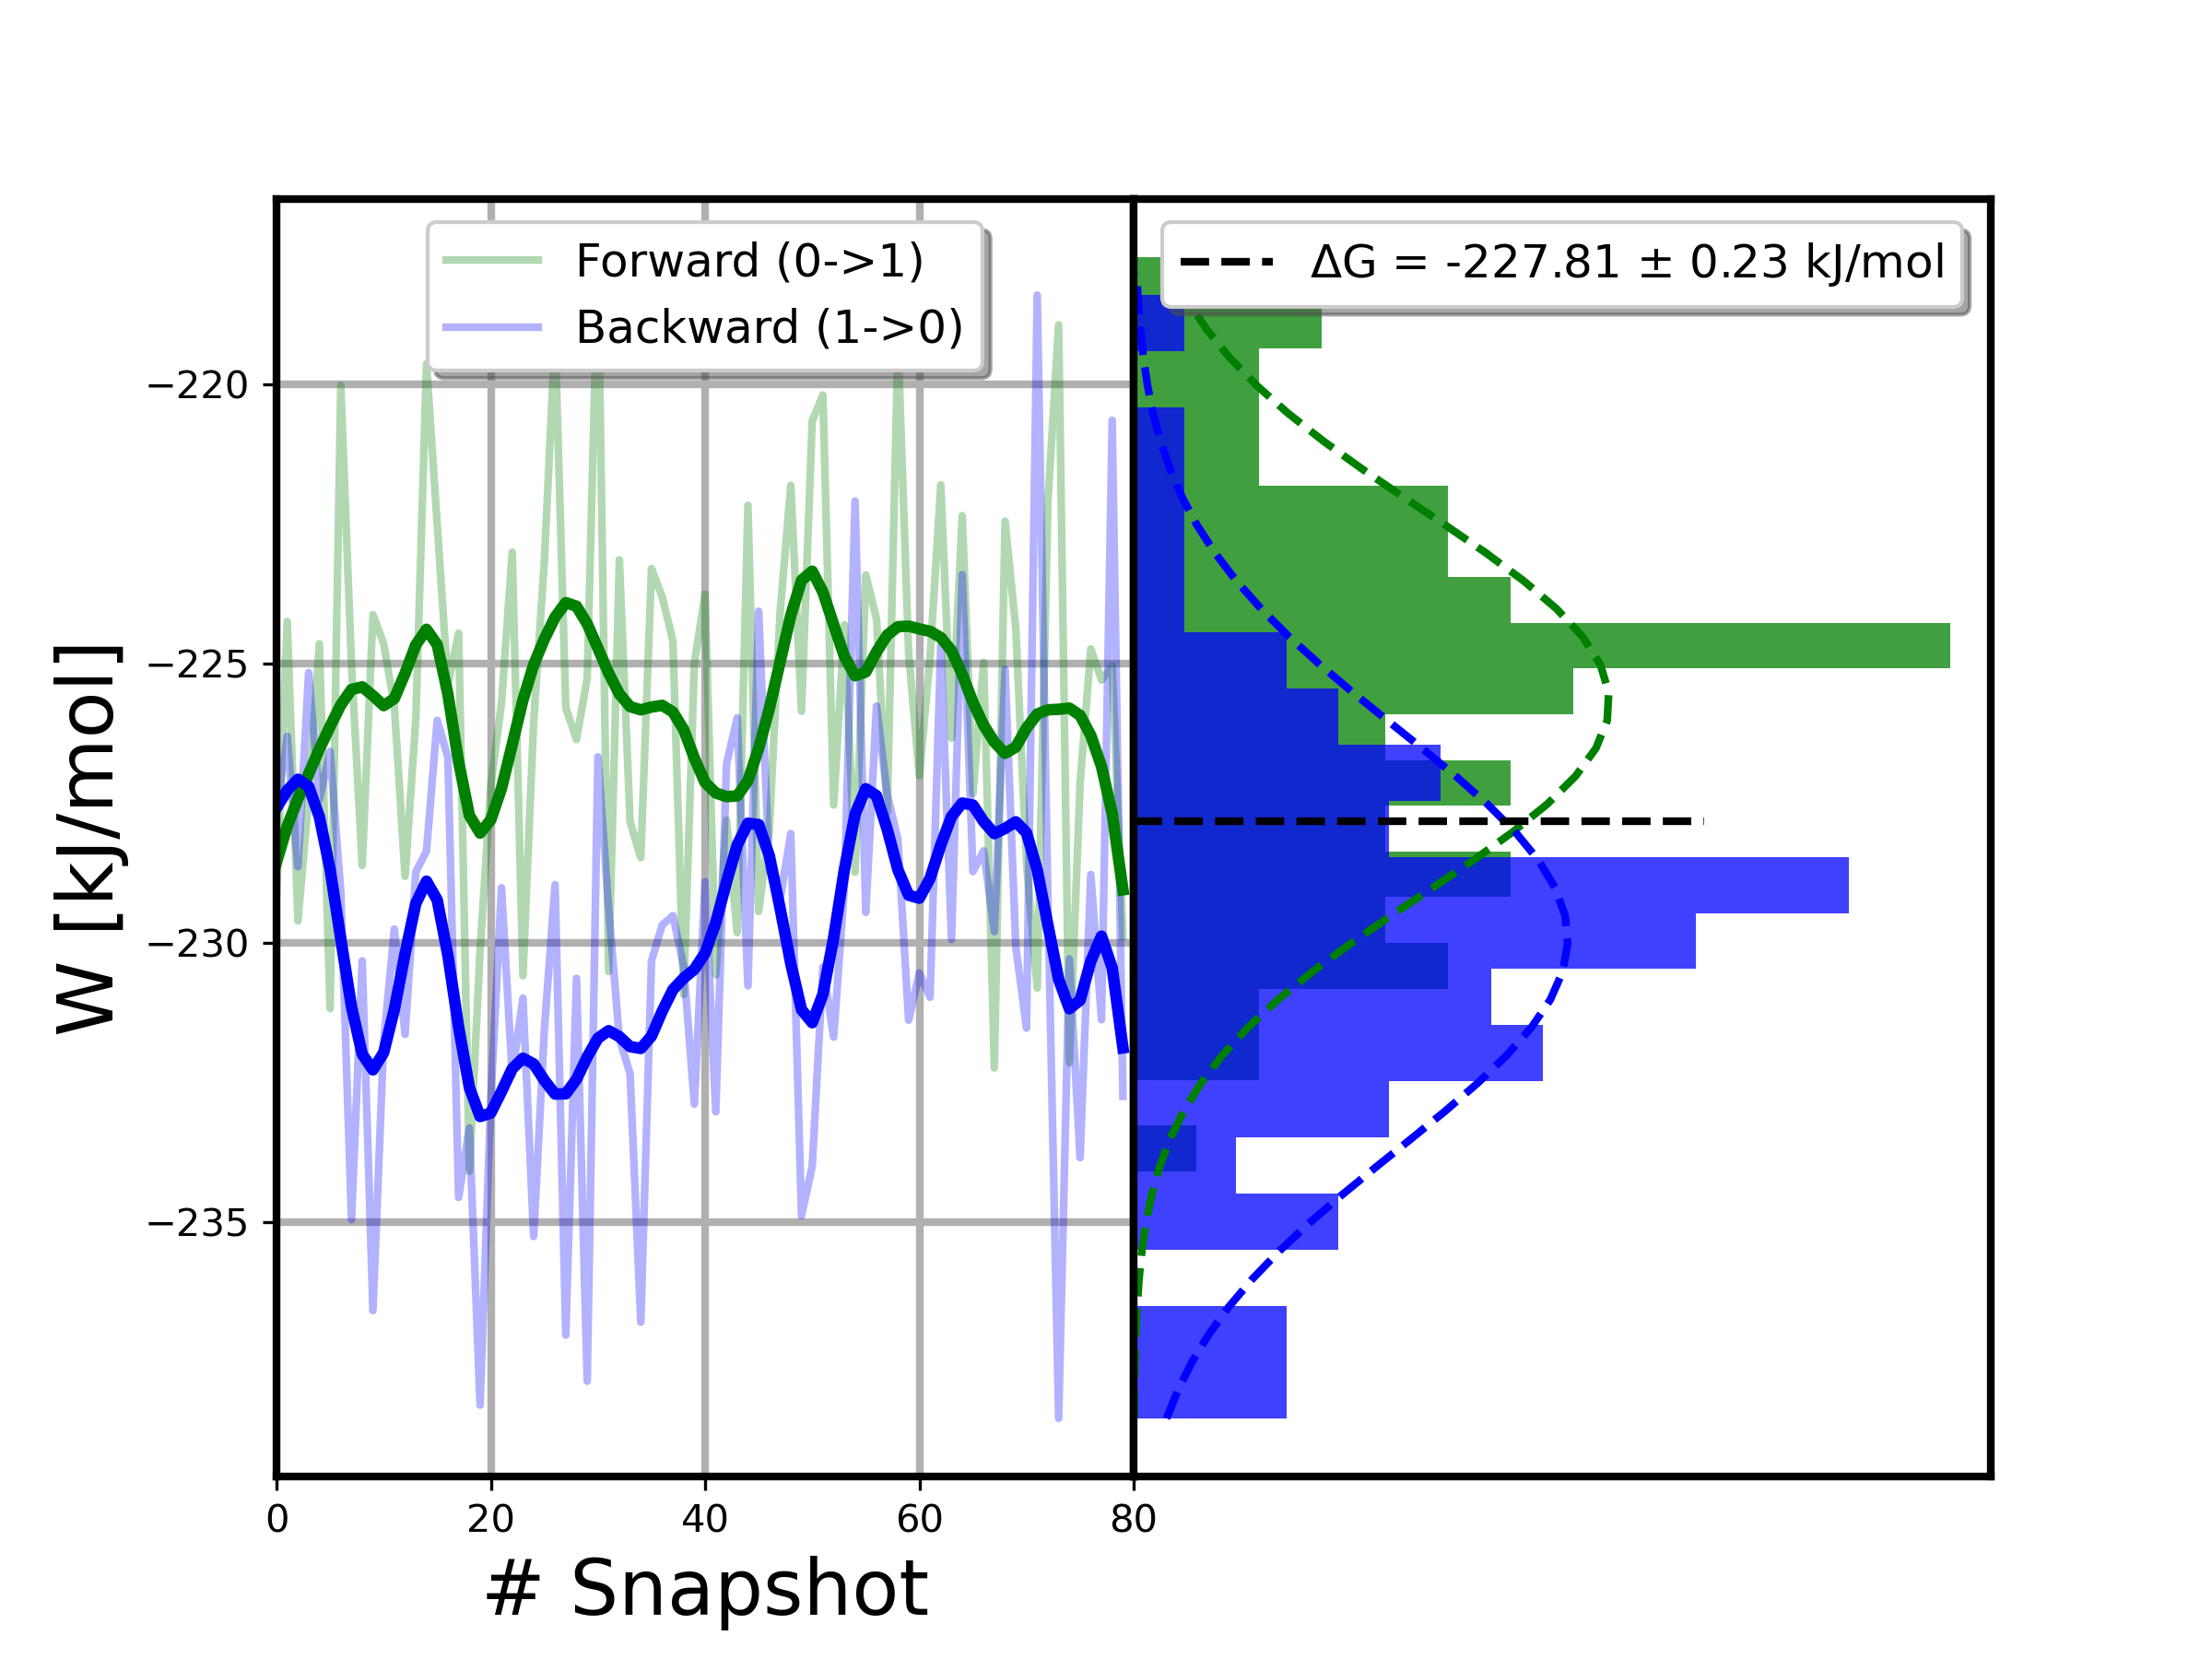 Forward (0->1)
Backward (1->0)
ΔG = -227.81 ± 0.23 kJ/mol
W [kJ/mol]
−220
−225
−230
−235
0 20 40 60 80
# Snapshot